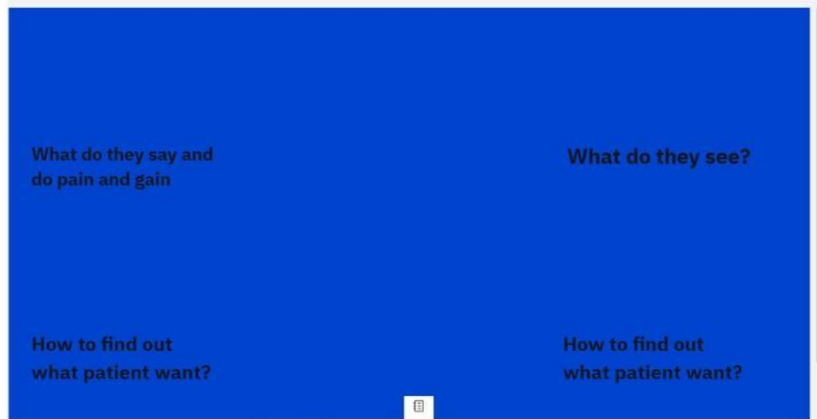 What do they say and
do pain and gain
What do they see?
How to find out
what patient want?
How to find out
what patient want?